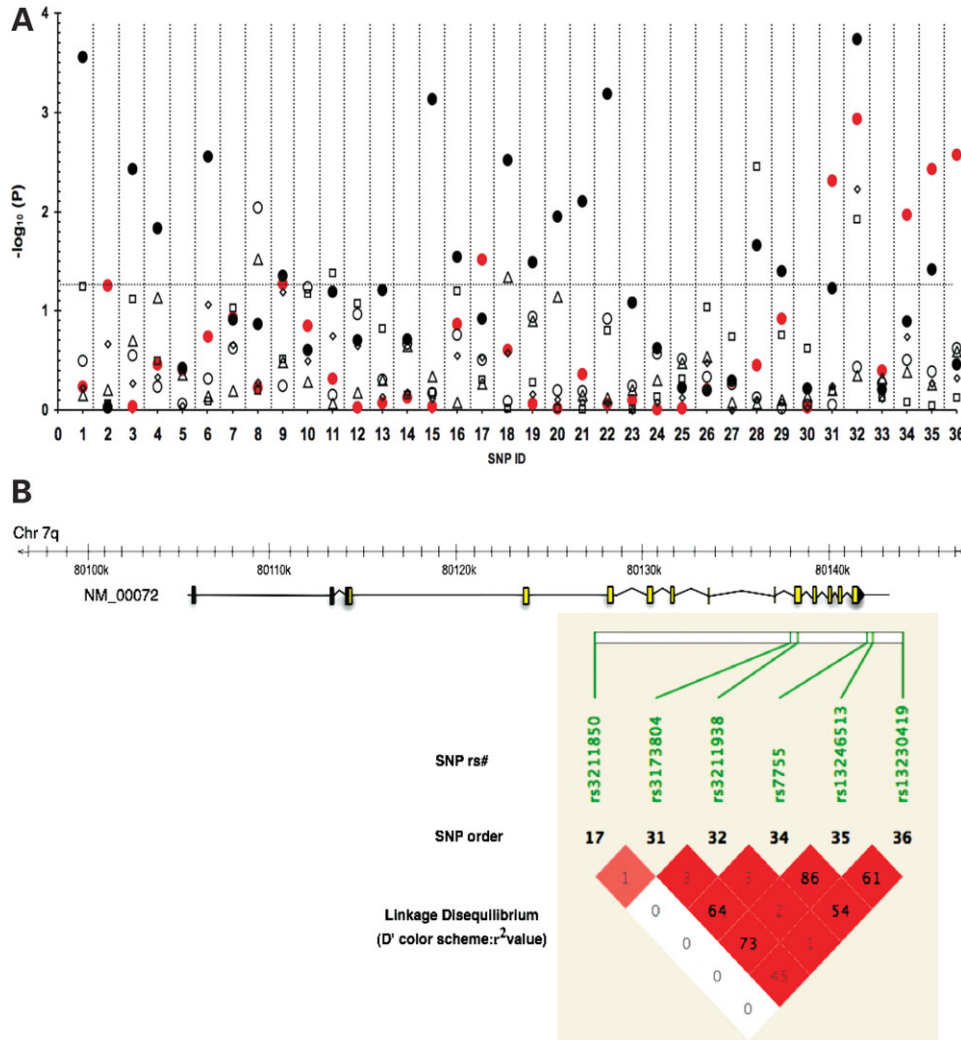 A
4
3
2
1
0
-log10 (P)
0 1 2 3 4 5 6 7 8 9 10 11 12 13 14 15 16 17 18 19 20 21 22 23 24 25 26 27 28 29 30 31 32 33 34 35 36
SNP ID
B
Chr 7q
80100k 80110k 80120k 80130k 80140k
NM_00072
SNP rs#
rs3211850 rs3173804 rs3211938 rs7755 rs13246513 rs13230419
SNP order
17 31 32 34 35 36
Linkage Disequilibrium
(D' color scheme:r² value)
1 3 3 86 61
0 64 2 54
0 73 1
0 45
0